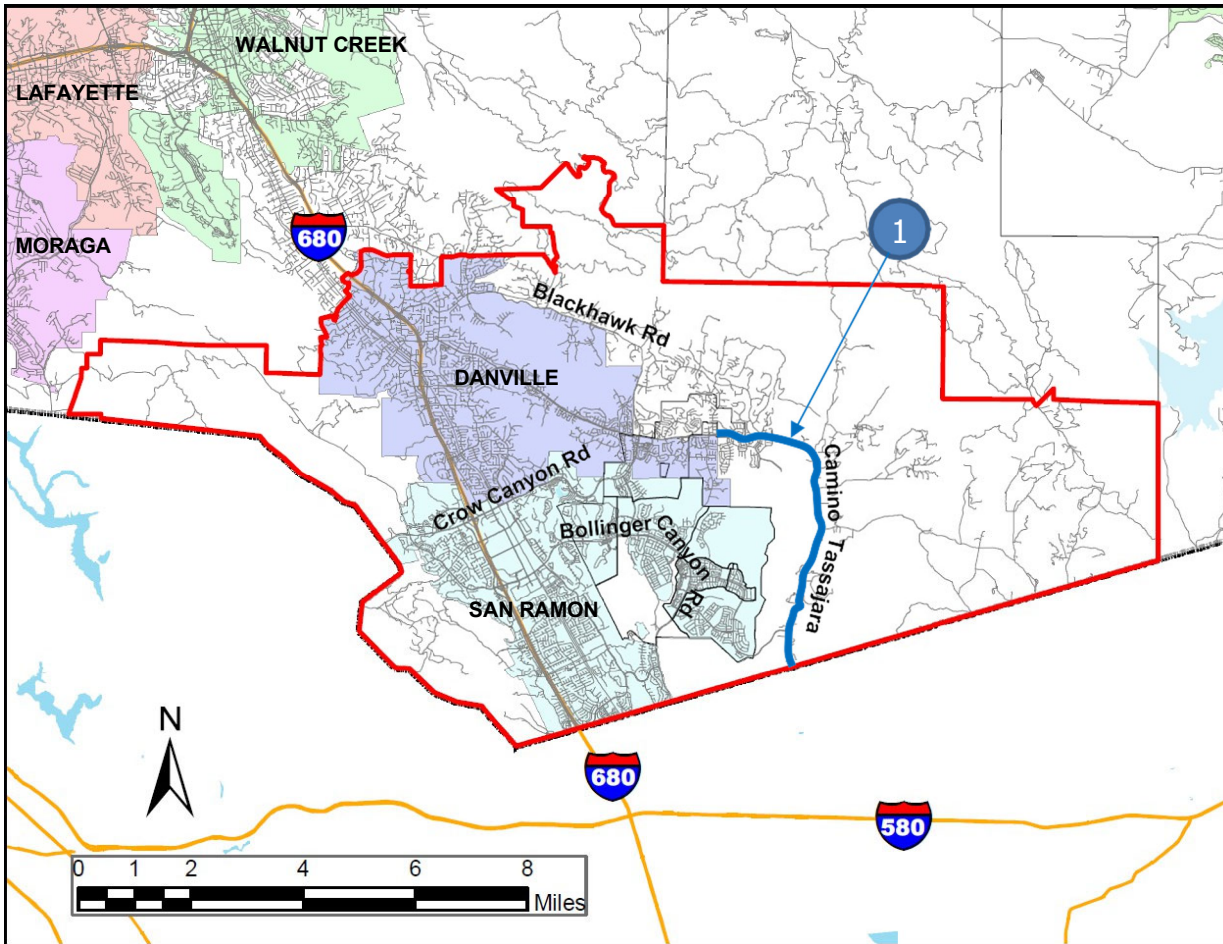 WALNUT CREEK
LAFAYETTE
MORAGA
680
1
Blackhawk Rd
DANVILLE
Crow Canyon Rd
Camino Tassajara
Bollinger Canyon Rd
SAN RAMON
N
680
580
0 1 2 4 6 8
Miles